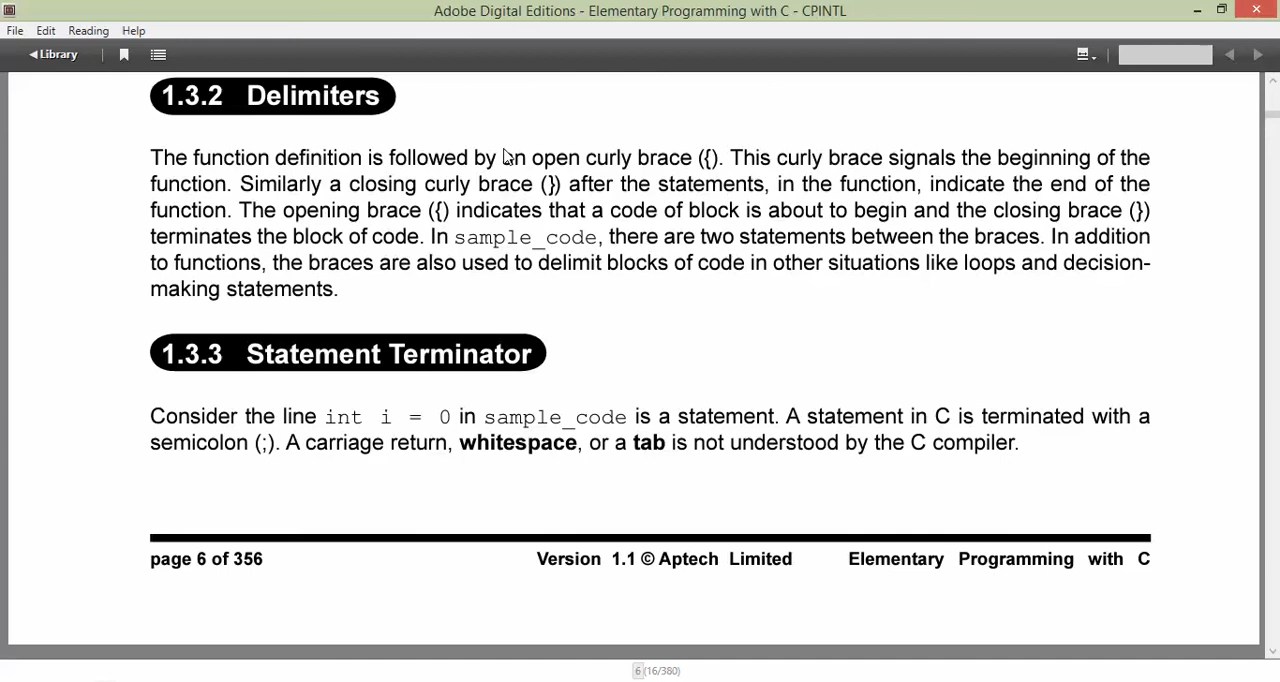 Adobe Digital Editions - Elementary Programming with C - CPINTL
File Edit Reading Help
Library
1.3.2 Delimiters
The function definition is followed by an open curly brace ({). This curly brace signals the beginning of the
function. Similarly a closing curly brace (}) after the statements, in the function, indicate the end of the
function. The opening brace ({) indicates that a code of block is about to begin and the closing brace (})
terminates the block of code. In sample_code, there are two statements between the braces. In addition
to functions, the braces are also used to delimit blocks of code in other situations like loops and decision-
making statements.
1.3.3 Statement Terminator
Consider the line int i = 0 in sample_code is a statement. A statement in C is terminated with a
semicolon (;). A carriage return, whitespace, or a tab is not understood by the C compiler.
page 6 of 356 Version 1.1 © Aptech Limited Elementary Programming with C
6 (16/380)